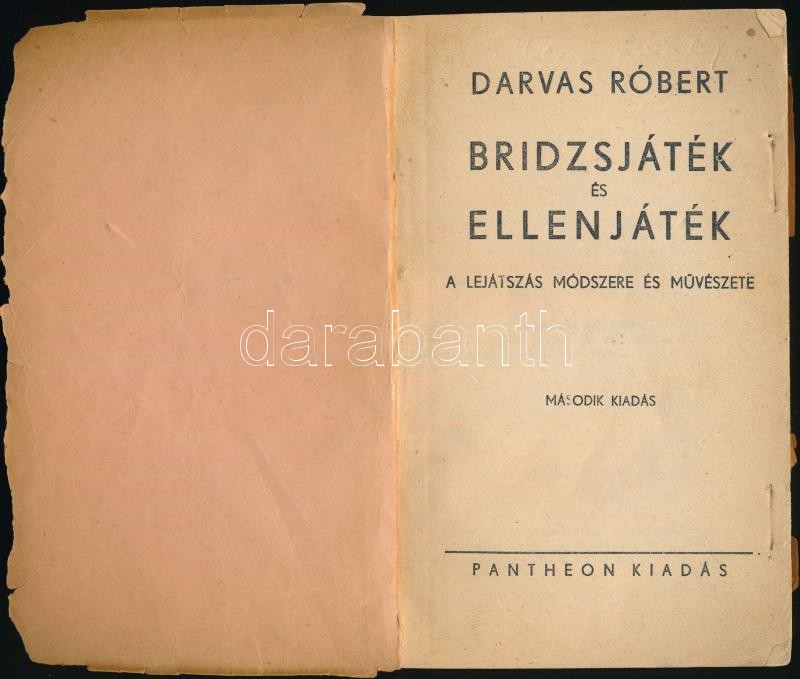 DARVAS RÓBERT
BRIDZSJÁTÉK
ÉS
ELLENJÁTÉK
A LEJÁTSZÁS MÓDSZERE ÉS MŰVÉSZETE
darabanth
MÁSODIK KIADÁS
PANTHEON KIADÁS